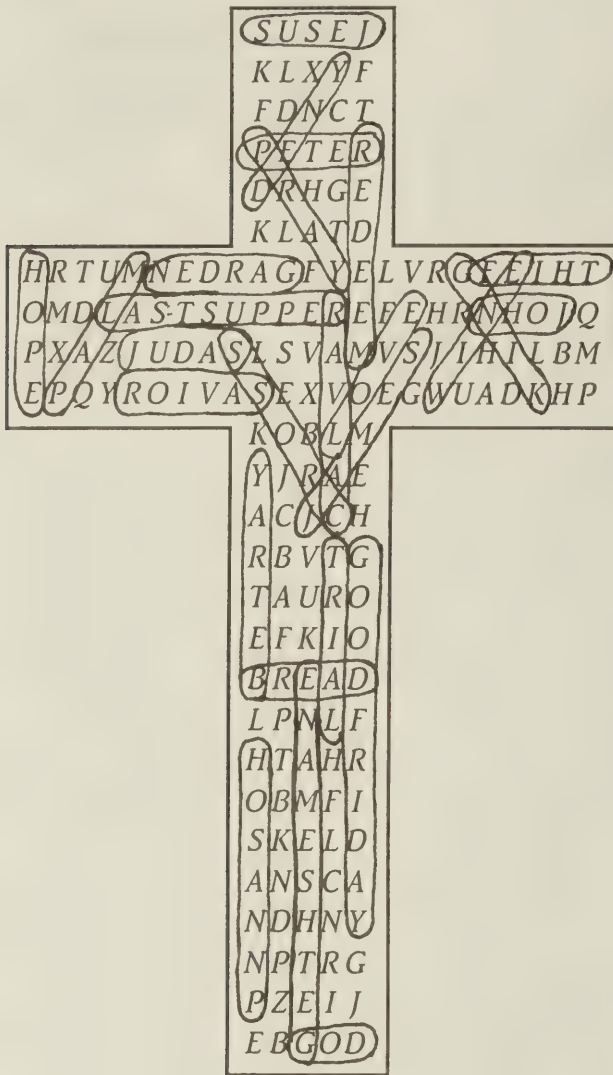 SUSEJ
KLXYF
FDNCT
PETER
DRHGE
KLATD
HRTUMNEDRAGFYELVRGEEIHT
OMDLAS-TSUPPEREFEHRNHOJQ
PXAZJUDASLSVAMVSJIHILBM
EPQYROIVASEXVOEGWUADKHP
KOBLM
YJRAE
ACJCH
RBVTG
TAURO
EFKIO
BREAD
LPNLF
HTAHR
OBMFI
SKELD
ANSCA
NDHNY
NPTRG
PZEIJ
EBGOD